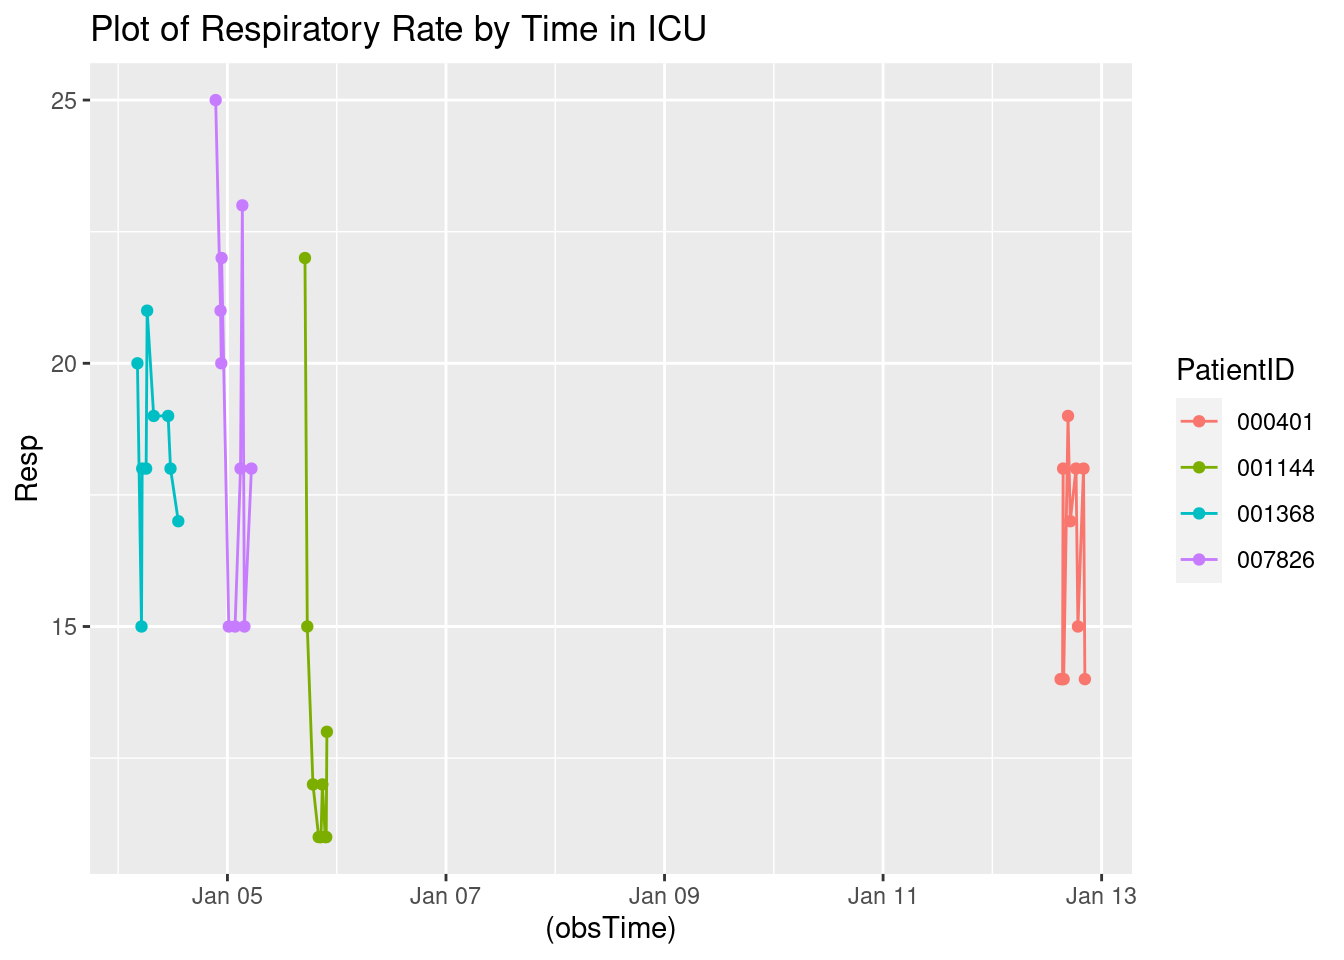 Plot of Respiratory Rate by Time in ICU
25
20
15
Resp
Jan 05
Jan 07
Jan 09
Jan 11
Jan 13
(obsTime)
PatientID
000401
001144
001368
007826